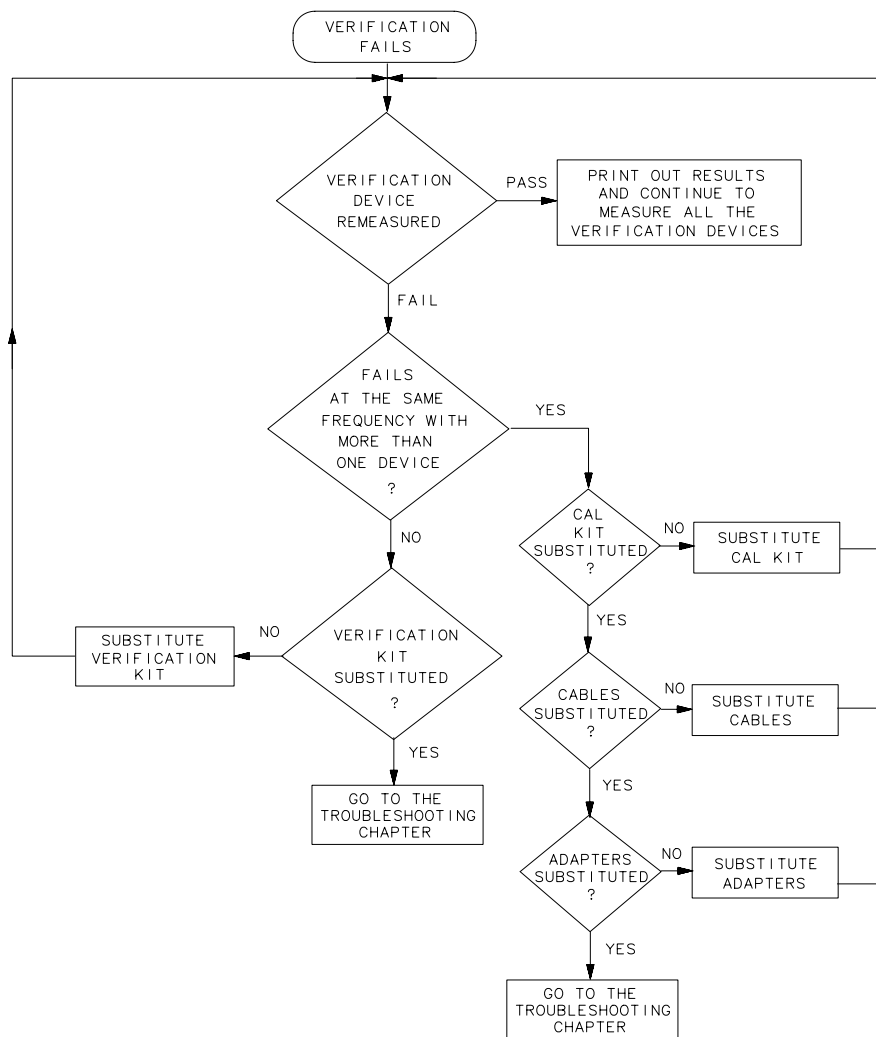 VERIFICATION
FAILS
VERIFICATION
DEVICE
REMEASURED
PASS
PRINT OUT RESULTS
AND CONTINUE TO
MEASURE ALL THE
VERIFICATION DEVICES
FAIL
FAILS
AT THE SAME
FREQUENCY WITH
MORE THAN
ONE DEVICE
?
YES
NO
CAL
KIT
SUBSTITUTED
?
NO
SUBSTITUTE
CAL KIT
YES
VERIFICATION
KIT
SUBSTITUTED
?
NO
SUBSTITUTE
VERIFICATION
KIT
YES
GO TO THE
TROUBLESHOOTING
CHAPTER
CABLES
SUBSTITUTED
?
NO
SUBSTITUTE
CABLES
YES
ADAPTERS
SUBSTITUTED
?
NO
SUBSTITUTE
ADAPTERS
YES
GO TO THE
TROUBLESHOOTING
CHAPTER